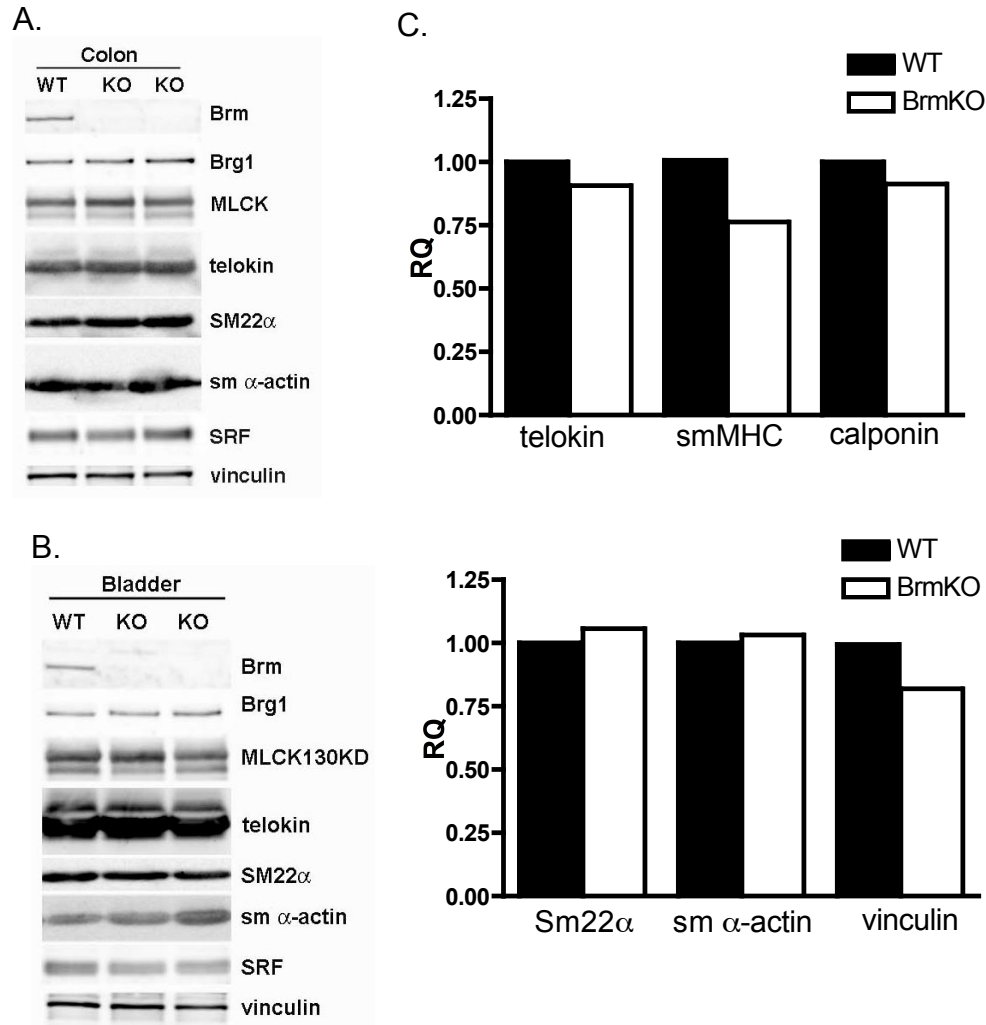 A.
Colon
WT KO KO
Brm
Brg1
MLCK
telokin
SM22α
sm α-actin
SRF
vinculin
B.
Bladder
WT KO KO
Brm
Brg1
MLCK130KD
telokin
SM22α
sm α-actin
SRF
vinculin
C.
WT
BrmKO
1.25
1.00
0.75
0.50
0.25
0.00
RQ
telokin smMHC calponin
WT
BrmKO
1.25
1.00
0.75
0.50
0.25
0.00
RQ
Sm22α sm α-actin vinculin